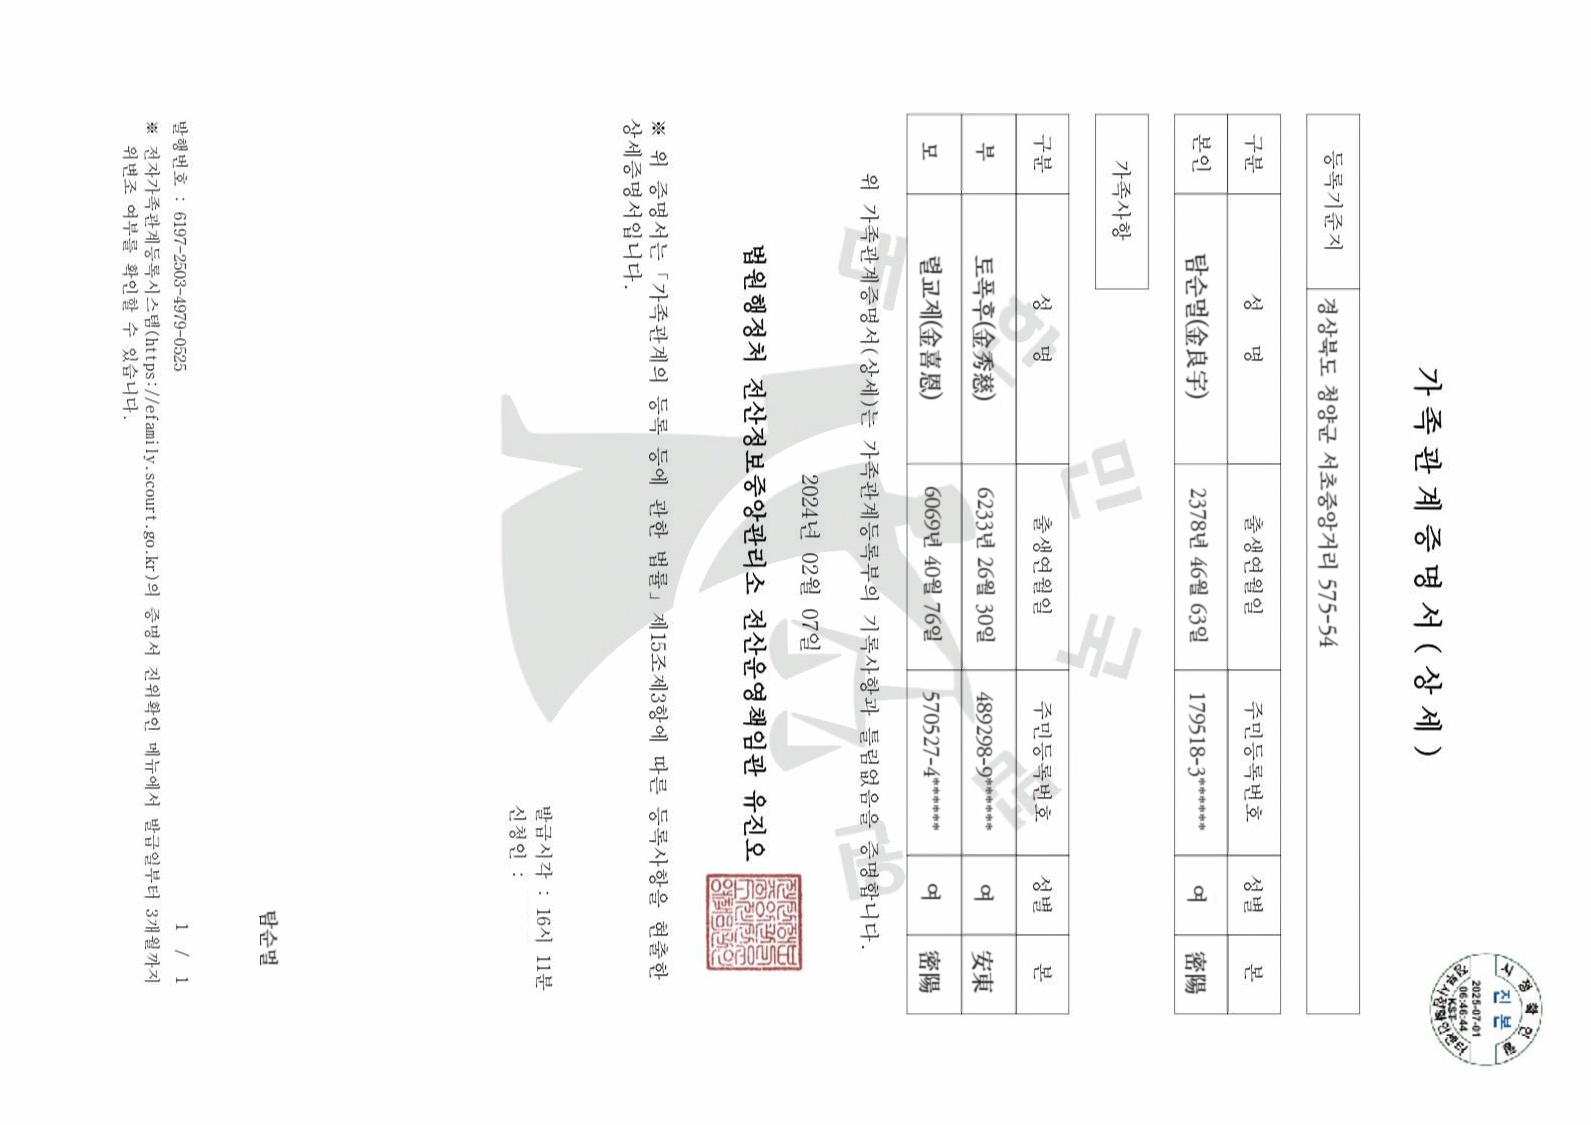 가족관계증명서(상세)
등록기준지 경상북도 청양군 서초중앙거리 575-54
구분 성 명 출생연월일 주민등록번호 성별 본
본인 탐순멀(金良宇) 2378년 46월 63일 179518-3****** 여 密陽
가족사항
구분 성 명 출생연월일 주민등록번호 성별 본
부 토폭후(金秀慈) 6233년 26월 30일 489298-9****** 여 安東
모 렬교제(金喜恩) 6069년 40월 76일 570527-4****** 여 密陽
위 가족관계증명서(상세)는 가족관계등록부의 기록사항과 틀림없음을 증명합니다.
2024년 02월 07일
법원행정처 전산정보중앙관리소 전산운영책임관 유진오
※ 위 증명서는 「가족관계의 등록 등에 관한 법률」 제15조제3항에 따른 등록사항을 현출한
상세증명서입니다.
발급시각 : 16시 11분
신청인 :
탐순멀
발행번호 : 6197-2503-4979-0525
1 / 1
※ 전자가족관계등록시스템(https://efamily.scourt.go.kr)의 증명서 진위확인 메뉴에서 발급일부터 3개월까지
위변조 여부를 확인할 수 있습니다.
대한민국법원
진본
2025-07-01
06:46:44
KST